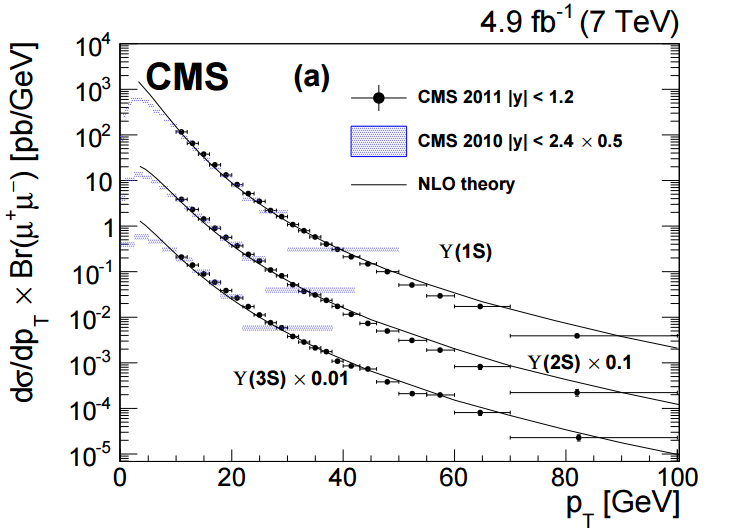 4.9 fb⁻¹ (7 TeV)
CMS
(a)
CMS 2011 |y| < 1.2
CMS 2010 |y| < 2.4 × 0.5
NLO theory
dσ/dp_T × Br(μ⁺μ⁻) [pb/GeV]
10⁴
10³
10²
10
1
10⁻¹
10⁻²
10⁻³
10⁻⁴
10⁻⁵
ϒ(1S)
ϒ(2S) × 0.1
ϒ(3S) × 0.01
0 20 40 60 80 100
p_T [GeV]